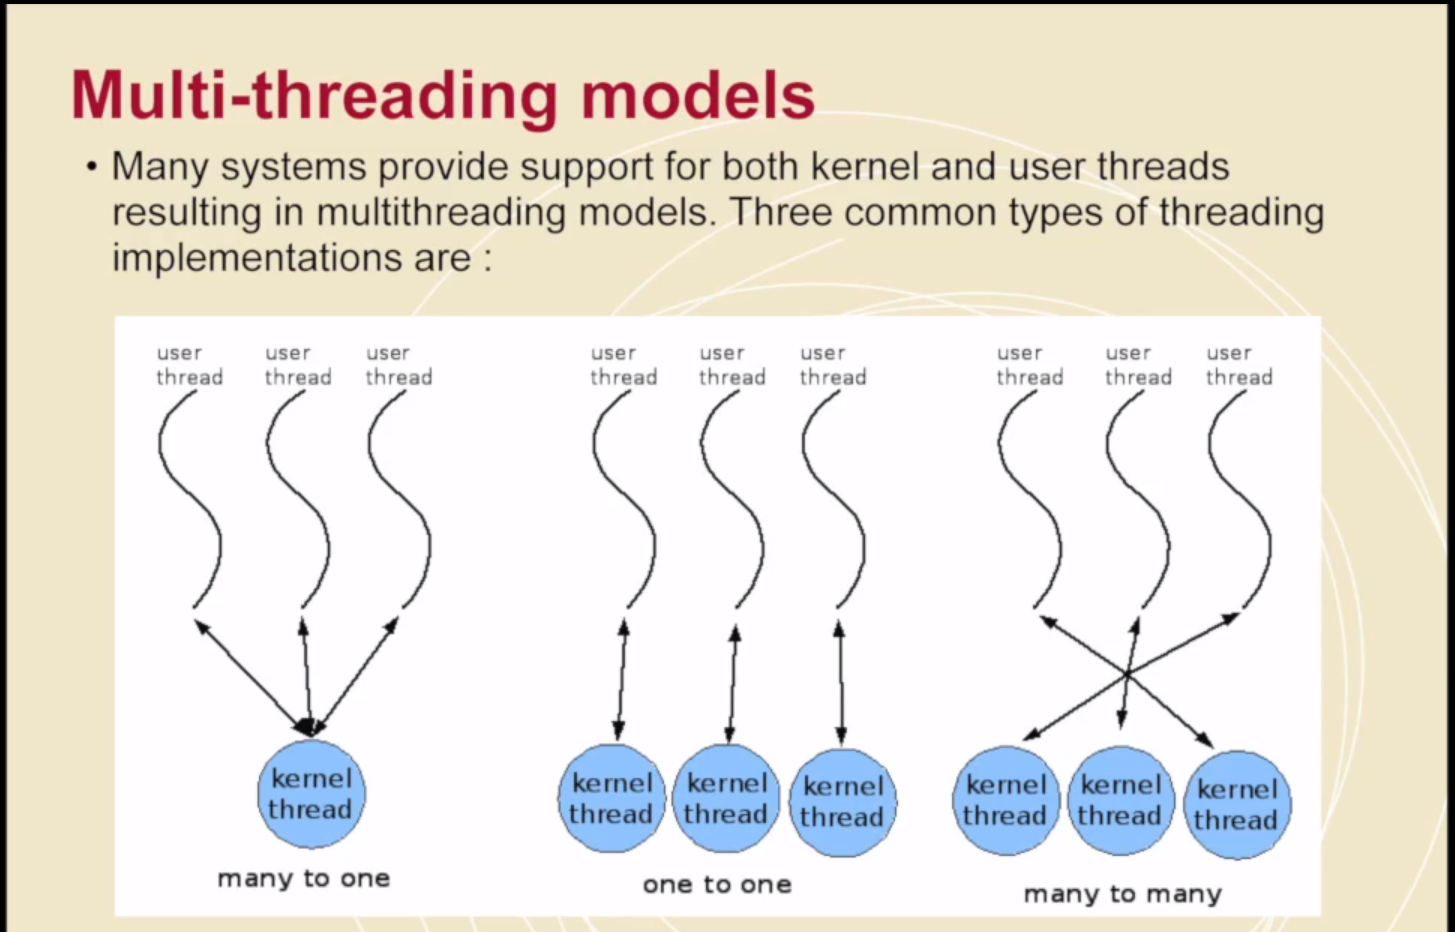 Multi-threading models
• Many systems provide support for both kernel and user threads
resulting in multithreading models. Three common types of threading
implementations are :
user user user
thread thread thread
kernel
thread
many to one
user user user
thread thread thread
kernel kernel kernel
thread thread thread
one to one
user user user
thread thread thread
kernel kernel kernel
thread thread thread
many to many